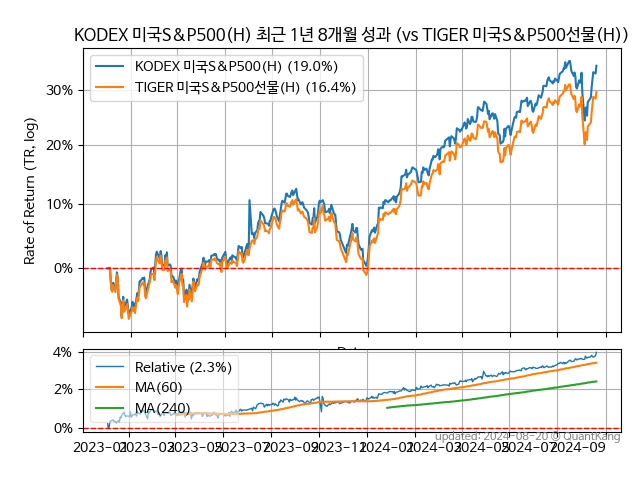 KODEX 미국S&P500(H) 최근 1년 8개월 성과 (vs TIGER 미국S&P500선물(H))
KODEX 미국S&P500(H) (19.0%)
TIGER 미국S&P500선물(H) (16.4%)
Rate of Return (TR, log)
30%
20%
10%
0%
4%
2%
0%
Relative (2.3%)
MA(60)
MA(240)
updated: 2024-08-20 © QuantKang
2023-01
2023-03
2023-05
2023-07
2023-09
2023-11
2024-01
2024-03
2024-05
2024-07
2024-09